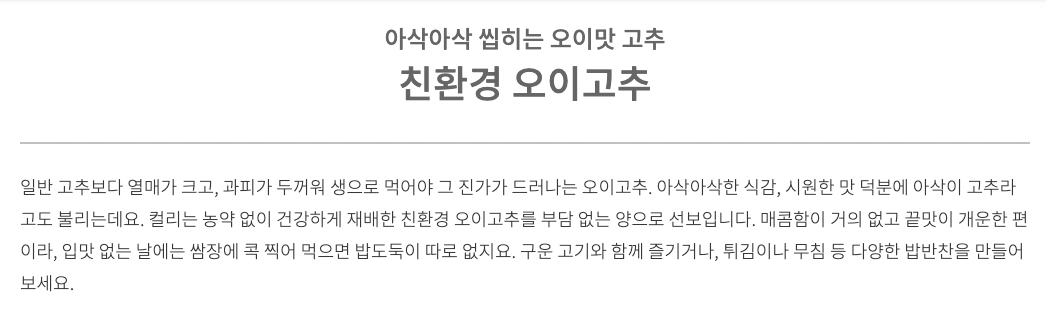 아삭아삭 씹히는 오이맛 고추
친환경 오이고추
일반 고추보다 열매가 크고, 과피가 두꺼워 생으로 먹어야 그 진가가 드러나는 오이고추. 아삭아삭한 식감, 시원한 맛 덕분에 아삭이 고추라
고도 불리는데요. 컬리는 농약 없이 건강하게 재배한 친환경 오이고추를 부담 없는 양으로 선보입니다. 매콤함이 거의 없고 끝맛이 개운한 편
이라, 입맛 없는 날에는 쌈장에 콕 찍어 먹으면 밥도둑이 따로 없지요. 구운 고기와 함께 즐기거나, 튀김이나 무침 등 다양한 밥반찬을 만들어
보세요.